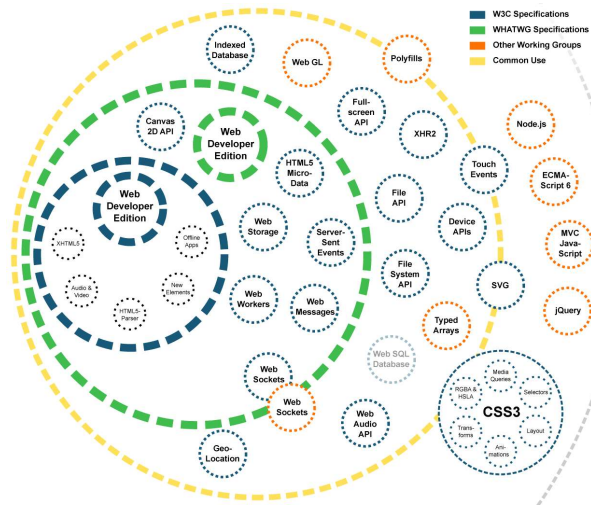 W3C Specifications
WHATWG Specifications
Other Working Groups
Common Use
Indexed
Database
Web GL
Polyfills
Full-
screen
API
XHR2
Node.js
Canvas
2D API
Web
Developer
Edition
HTML5
Micro-
Data
Touch
Events
ECMA-
Script 6
Web
Developer
Edition
File
API
Device
APIs
Web
Storage
Server-
Sent
Events
MVC
Java-
Script
XHTML5
Offline
Apps
File
System
API
SVG
Audio &
Video
New
Elements
HTML5-
Parser
Web
Workers
Web
Messages
Typed
Arrays
jQuery
Web SQL
Database
Web
Sockets
Web
Sockets
Web
Audio
API
Geo-
Location
Media
Queries
RGBA &
HSLA
Selectors
CSS3
Trans-
forms
Layout
Ani-
mations